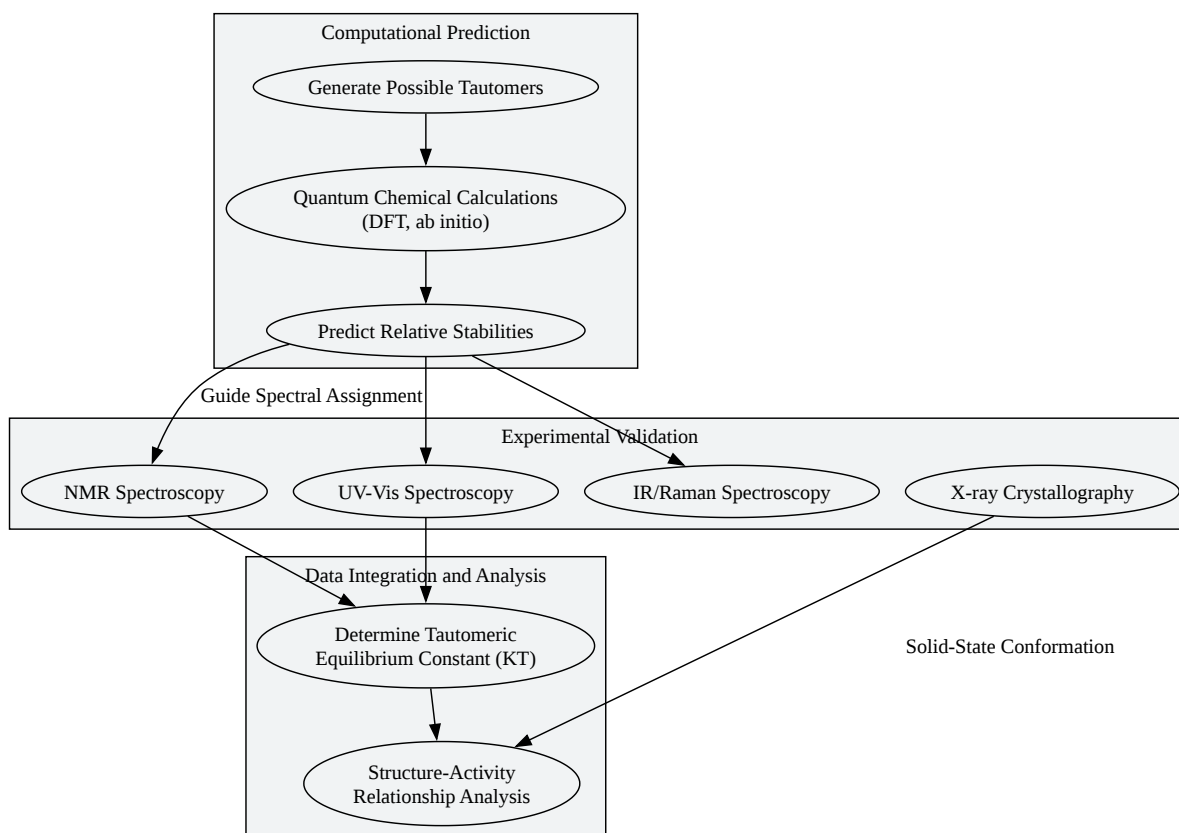 Computational Prediction
Generate Possible Tautomers
Quantum Chemical Calculations
(DFT, ab initio)
Predict Relative Stabilities
Guide Spectral Assignment
Experimental Validation
NMR Spectroscopy
UV-Vis Spectroscopy
IR/Raman Spectroscopy
X-ray Crystallography
Data Integration and Analysis
Determine Tautomeric
Equilibrium Constant (KT)
Solid-State Conformation
Structure-Activity
Relationship Analysis